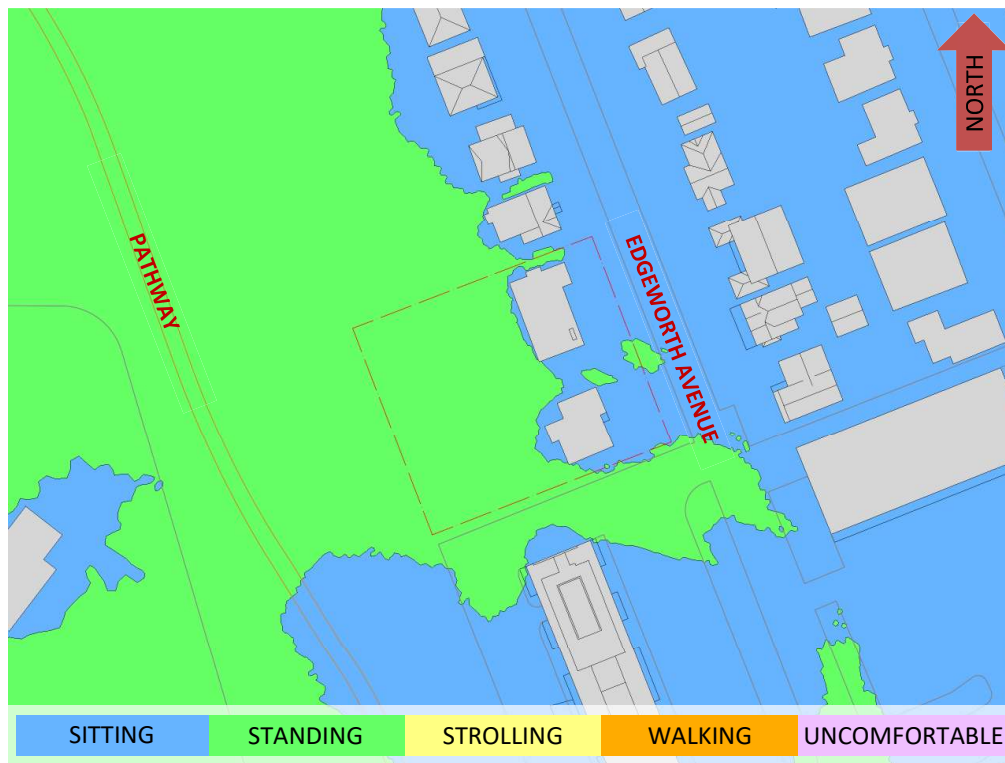 NORTH
PATHWAY
EDGEWORTH AVENUE
SITTING
STANDING
STROLLING
WALKING
UNCOMFORTABLE